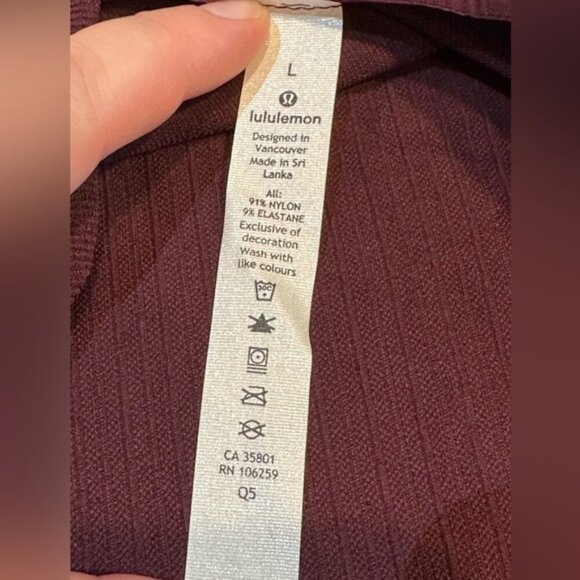 L
lululemon
Designed in
Vancouver
Made in Sri
Lanka
All:
91% NYLON
9% ELASTANE
Exclusive of
decoration
Wash with
like colours
30C
CA 35801
RN 106259
Q5